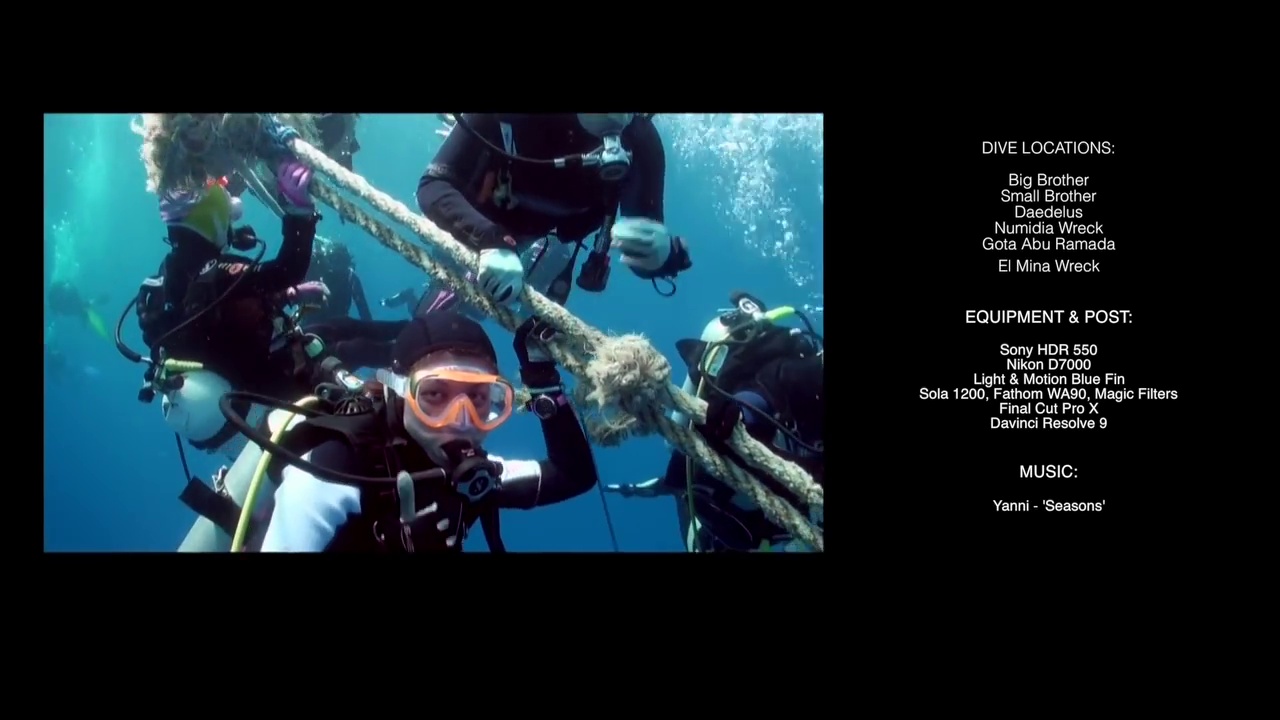 DIVE LOCATIONS:
Big Brother
Small Brother
Daedelus
Numidia Wreck
Gota Abu Ramada
El Mina Wreck
EQUIPMENT & POST:
Sony HDR 550
Nikon D7000
Light & Motion Blue Fin
Sola 1200, Fathom WA90, Magic Filters
Final Cut Pro X
Davinci Resolve 9
MUSIC:
Yanni - 'Seasons'